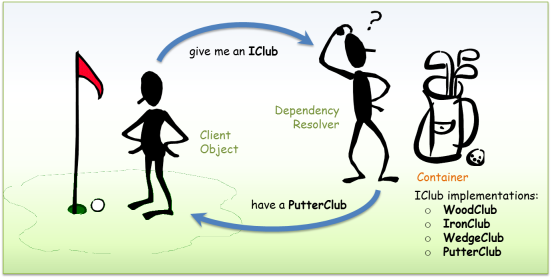 ?
give me an IClub
Dependency
Resolver
Client
Object
Container
IClub implementations:
○ WoodClub
○ IronClub
○ WedgeClub
○ PutterClub
have a PutterClub